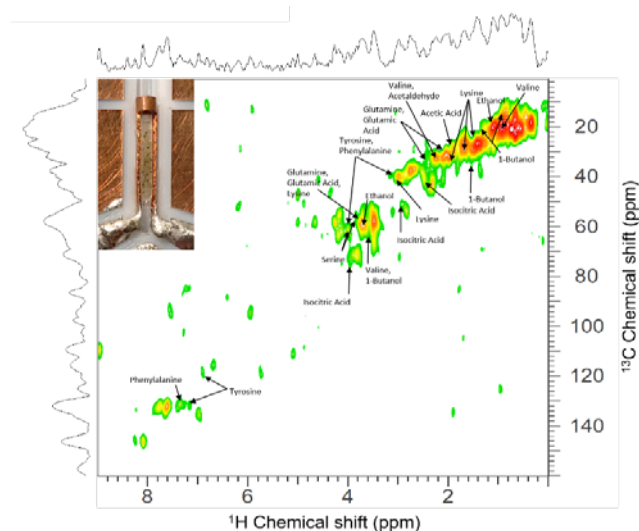 Valine,
Acetaldehyde
Lysine
Ethanol
Valine
Glutamine,
Glutamic
Acid
Acetic Acid
Tyrosine,
Phenylalanine
1-Butanol
Glutamine,
Glutamic Acid,
Lysine
Ethanol
1-Butanol
Lysine
Isocitric Acid
Isocitric Acid
Serine
Valine,
1-Butanol
Isocitric Acid
Phenylalanine
Tyrosine
20
40
60
80
100
120
140
13C Chemical shift (ppm)
8 6 4 2
1H Chemical shift (ppm)